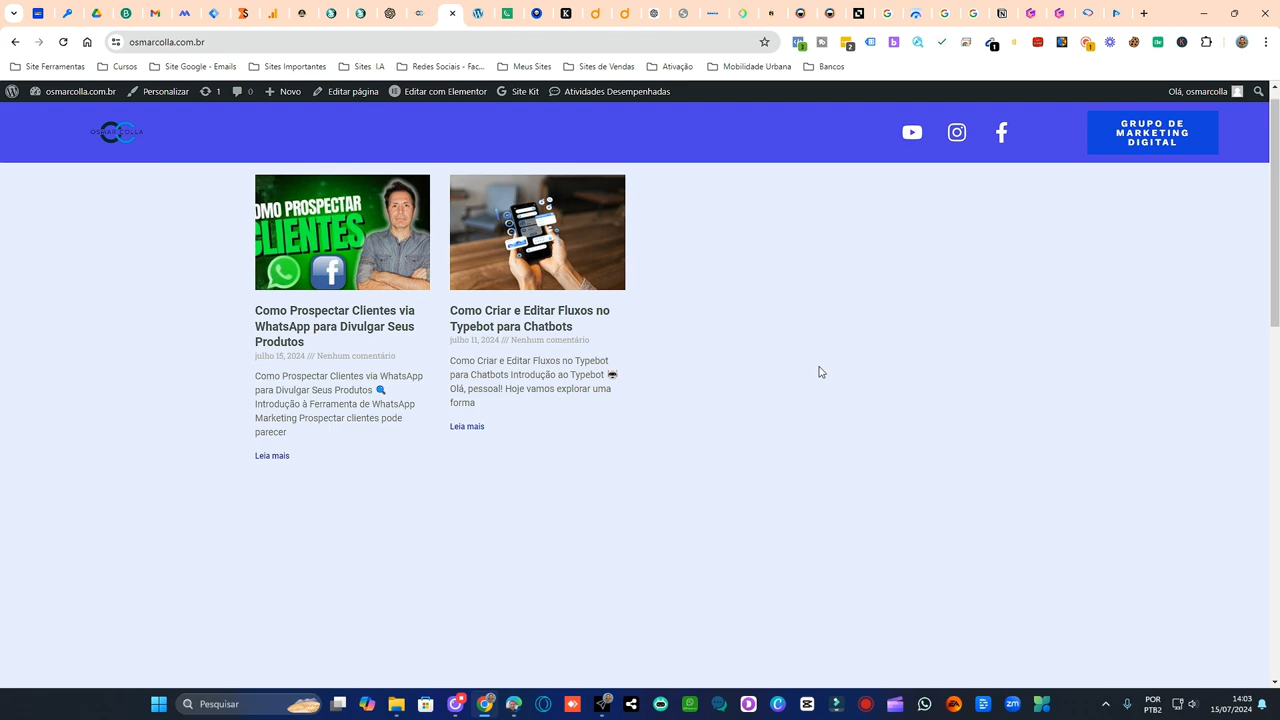 osmarcolla.com.br
Site Ferramentas
Cursos
Site Google - Emails
Sites Importantes
Sites I.A
Redes Sociais - Fac...
Meus Sites
Sites de Vendas
Ativação
Mobilidade Urbana
Bancos
osmarcolla.com.br
Personalizar
1
0
Novo
Editar página
Editar com Elementor
Site Kit
Atividades Desempenhadas
Olá, osmarcolla
OSMAR COLLA
GRUPO DE
MARKETING
DIGITAL
OMO PROSPECTAR
CLIENTES
Como Prospectar Clientes via
WhatsApp para Divulgar Seus
Produtos
julho 15, 2024 /// Nenhum comentário
Como Prospectar Clientes via WhatsApp
para Divulgar Seus Produtos 🔍
Introdução à Ferramenta de WhatsApp
Marketing Prospectar clientes pode
parecer
Leia mais
Como Criar e Editar Fluxos no
Typebot para Chatbots
julho 11, 2024 /// Nenhum comentário
Como Criar e Editar Fluxos no Typebot
para Chatbots Introdução ao Typebot
Olá, pessoal! Hoje vamos explorar uma
forma
Leia mais
Pesquisar
POR
PTB2
14:03
15/07/2024